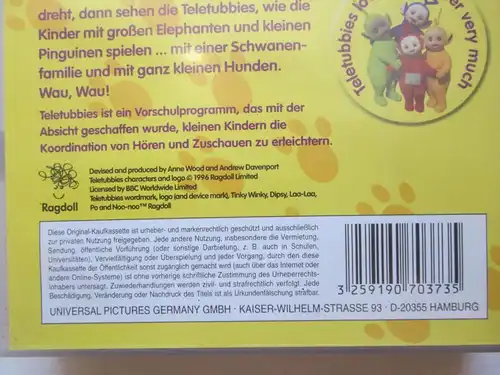 dreht, dann sehen die Teletubbies, wie die
Kinder mit großen Elephanten und kleinen
Pinguinen spielen ... mit einer Schwanen-
familie und mit ganz kleinen Hunden.
Wau, Wau!
Teletubbies ist ein Vorschulprogramm, das mit der
Absicht geschaffen wurde, kleinen Kindern die
Koordination von Hören und Zuschauen zu erleichtern.
Teletubbies
very much
Devised and produced by Anne Wood and Andrew Davenport
Teletubbies characters and logo © 1996 Ragdoll Limited
Licensed by BBC Worldwide Limited
Teletubbies wordmark, logo (and device mark), Tinky Winky, Dipsy, Laa-Laa,
Po and Noo-noo™ Ragdoll
Ragdoll
Diese Original-Kaufkassette ist urheber- und markenrechtlich geschützt und ausschließlich
zur privaten Nutzung freigegeben. Jede andere Nutzung, insbesondere die Vermietung,
Sendung, öffentliche Vorführung (oder sonstige Darbietung, z. B. auch in Schulen,
Universitäten), Vervielfältigung oder Überspielung und jeder Vorgang, durch den diese
Kaufkassette der Öffentlichkeit sonst zugänglich gemacht wird (auch über das Internet oder
andere Online-Systeme) ist ohne vorherige schriftliche Zustimmung des Urheberrechts-
inhabers untersagt. Zuwiederhandlungen werden zivil- und strafrechtlich verfolgt. Jede
Beschädigung, Veränderung oder Nachdruck des Titels ist als Urkundenfälschung strafbar.
3 259190 703735
UNIVERSAL PICTURES GERMANY GMBH · KAISER-WILHELM-STRASSE 93 · D-20355 HAMBURG